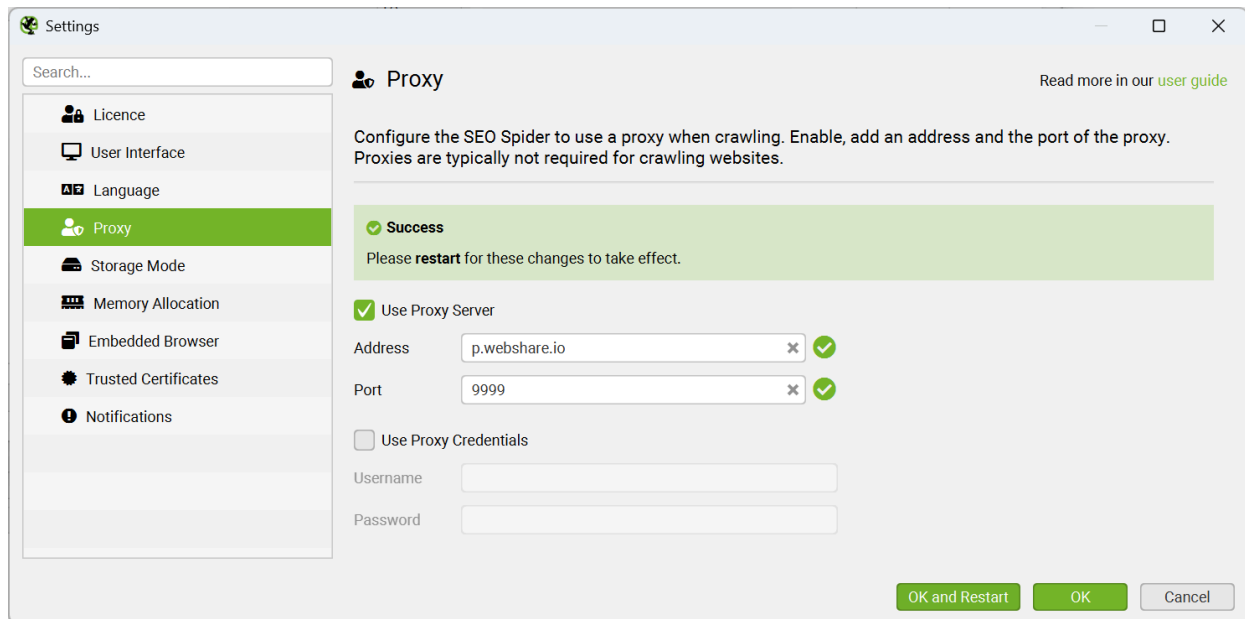 Settings
Search...
Licence
User Interface
Language
Proxy
Storage Mode
Memory Allocation
Embedded Browser
Trusted Certificates
Notifications
Proxy
Read more in our user guide
Configure the SEO Spider to use a proxy when crawling. Enable, add an address and the port of the proxy.
Proxies are typically not required for crawling websites.
Success
Please restart for these changes to take effect.
Use Proxy Server
Address p.webshare.io
Port 9999
Use Proxy Credentials
Username
Password
OK and Restart OK Cancel